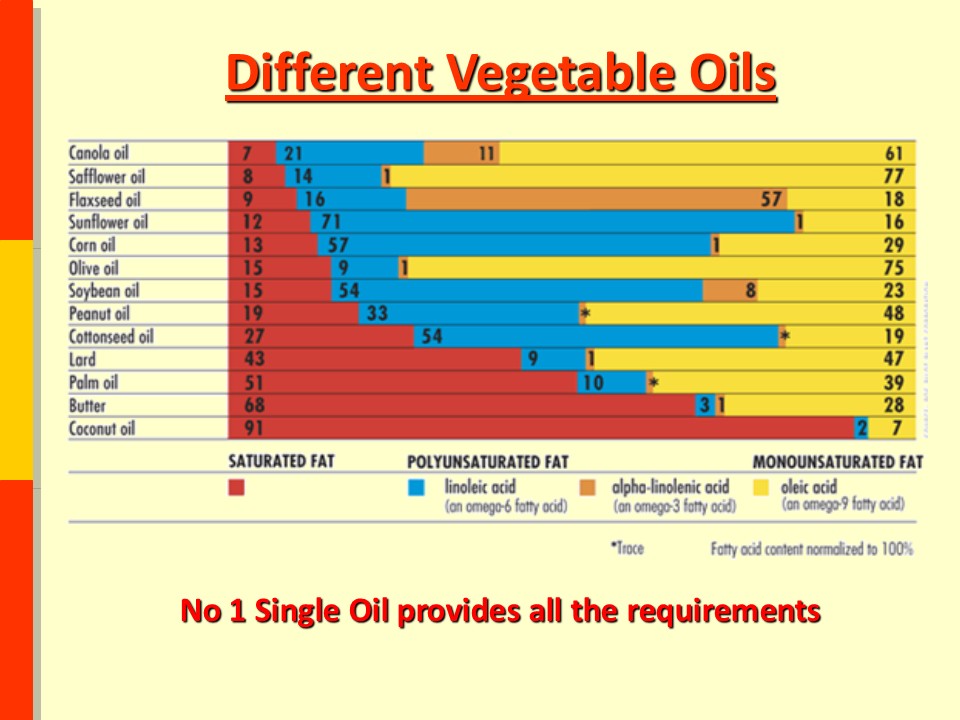 Different Vegetable Oils
Canola oil 7 21 11 61
Safflower oil 8 14 1 77
Flaxseed oil 9 16 57 18
Sunflower oil 12 71 1 16
Corn oil 13 57 1 29
Olive oil 15 9 1 75
Soybean oil 15 54 8 23
Peanut oil 19 33 * 48
Cottonseed oil 27 54 * 19
Lard 43 9 1 47
Palm oil 51 10 * 39
Butter 68 3 1 28
Coconut oil 91 2 7
SATURATED FAT POLYUNSATURATED FAT MONOUNSATURATED FAT
linoleic acid alpha-linolenic acid oleic acid
(an omega-6 fatty acid) (an omega-3 fatty acid) (an omega-9 fatty acid)
*Trace Fatty acid content normalized to 100%
No 1 Single Oil provides all the requirements